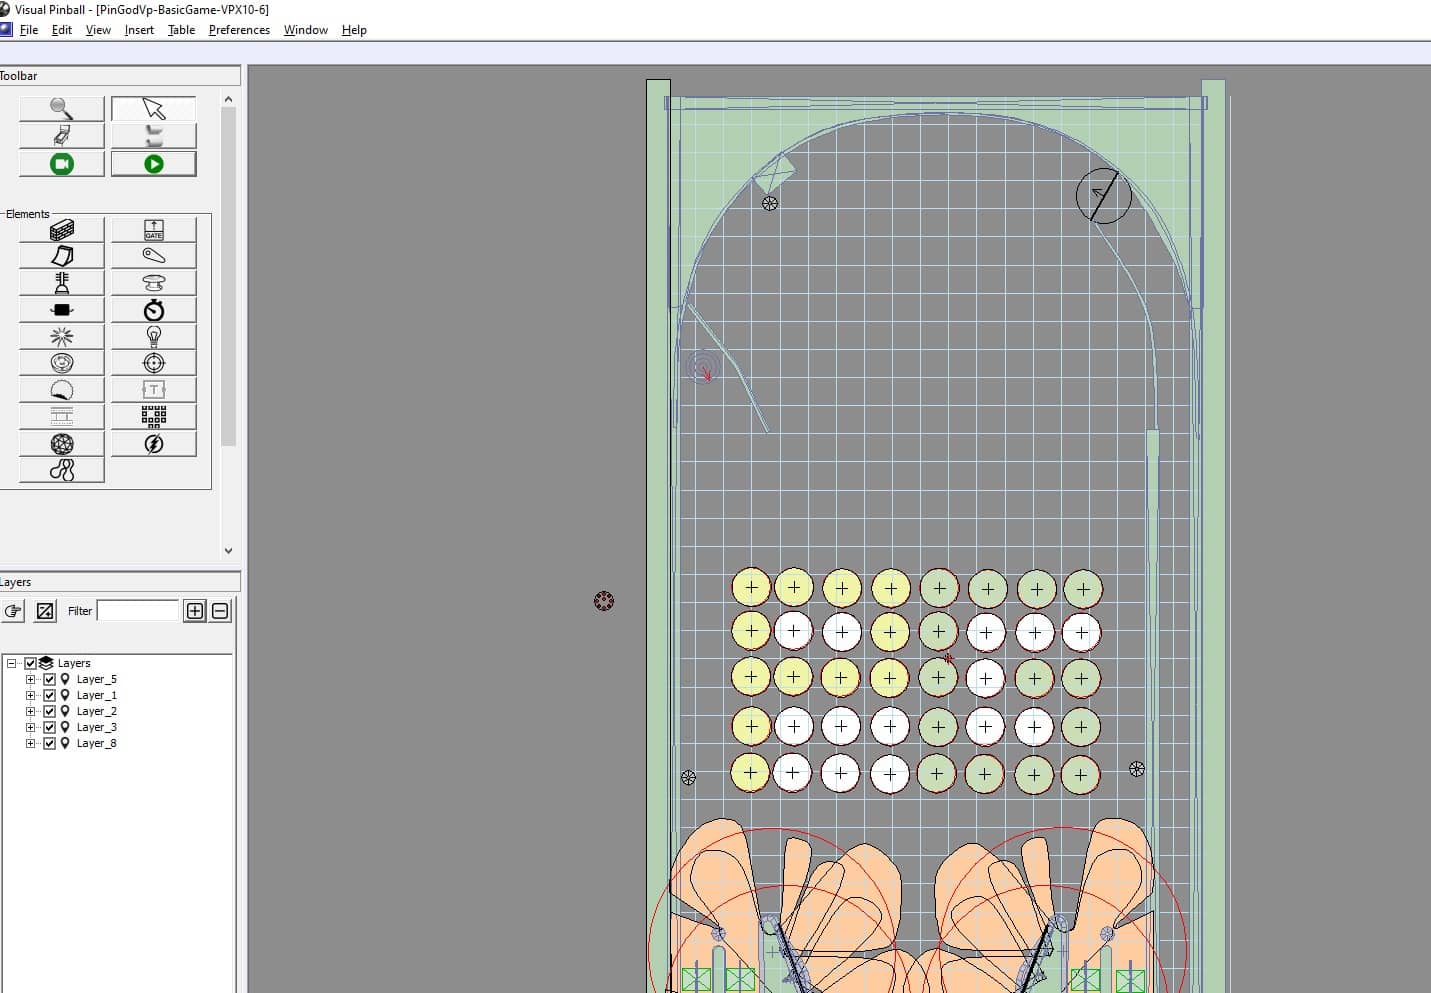 Visual Pinball - [PinGodVp-BasicGame-VPX10-6]
File Edit View Insert Table Preferences Window Help
Toolbar
Elements
GATE
T
Layers
Filter
Layers
Layer_5
Layer_1
Layer_2
Layer_3
Layer_8